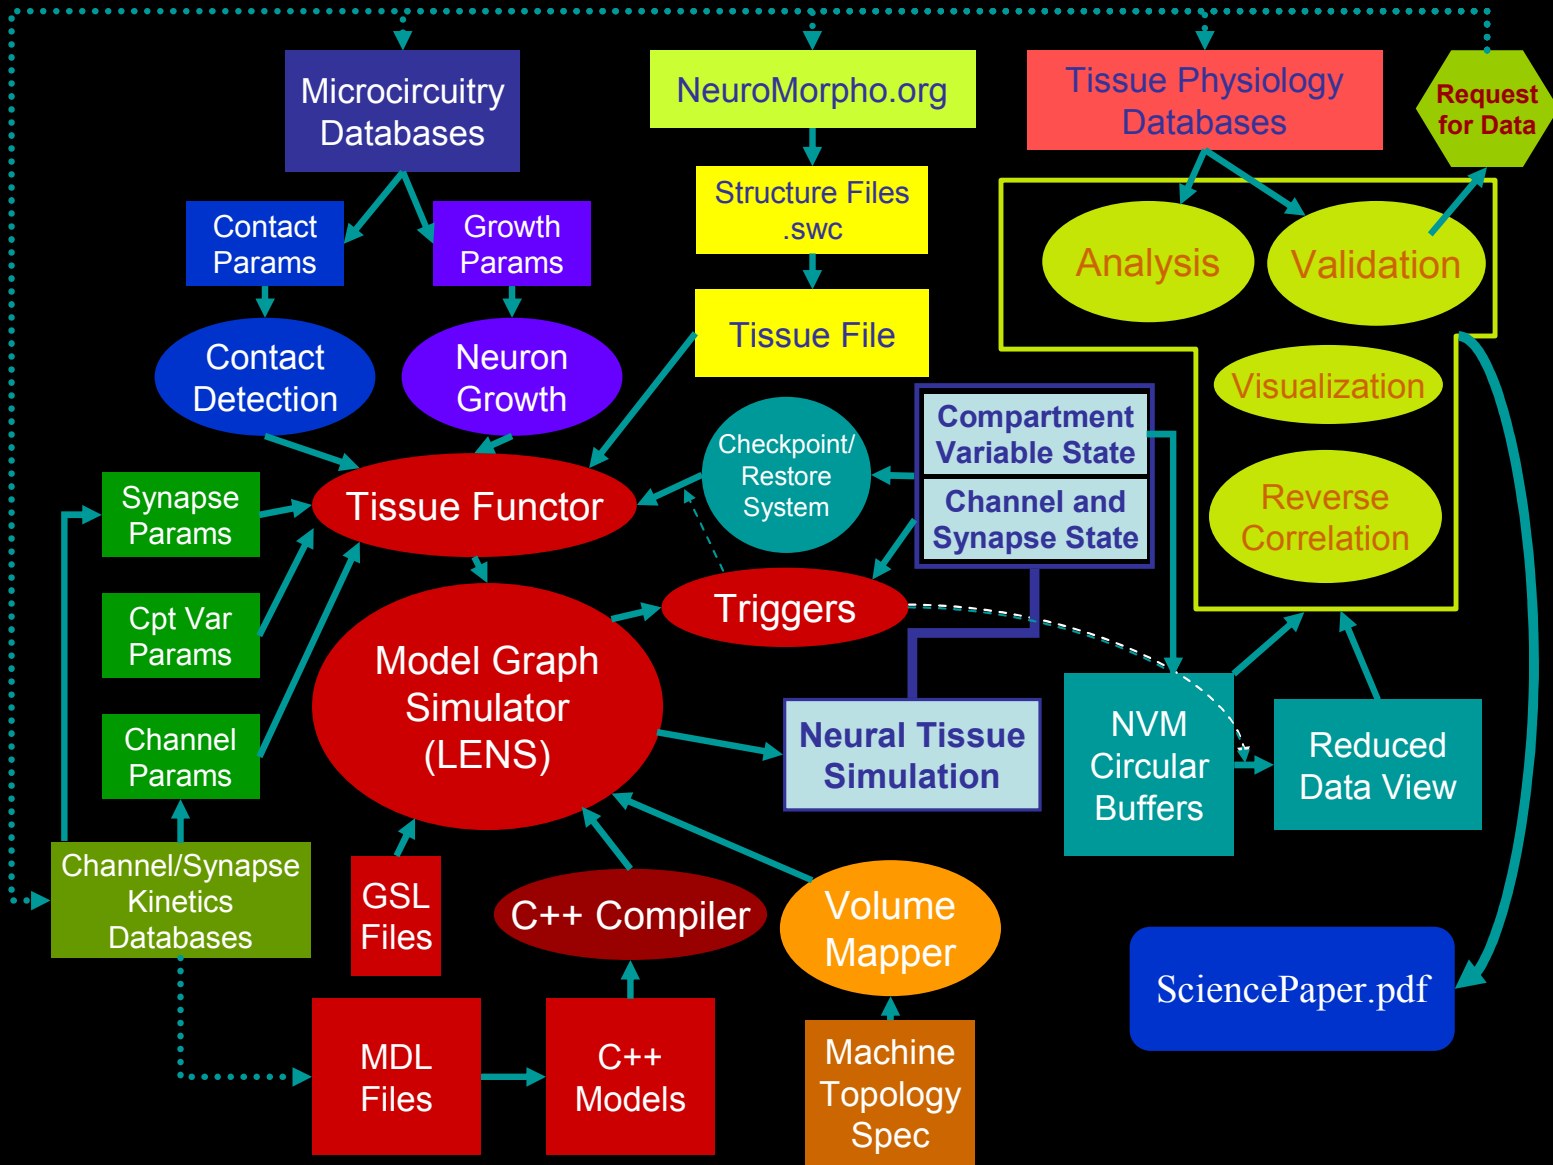 Microcircuitry
Databases
NeuroMorpho.org
Tissue Physiology
Databases
Request
for Data
Contact
Params
Growth
Params
Structure Files
.swc
Analysis
Validation
Contact
Detection
Neuron
Growth
Tissue File
Visualization
Compartment
Variable State
Checkpoint/
Restore
System
Channel and
Synapse State
Reverse
Correlation
Synapse
Params
Tissue Functor
Cpt Var
Params
Triggers
Model Graph
Simulator
(LENS)
Channel
Params
Neural Tissue
Simulation
NVM
Circular
Buffers
Reduced
Data View
Channel/Synapse
Kinetics
Databases
GSL
Files
C++ Compiler
Volume
Mapper
SciencePaper.pdf
MDL
Files
C++
Models
Machine
Topology
Spec